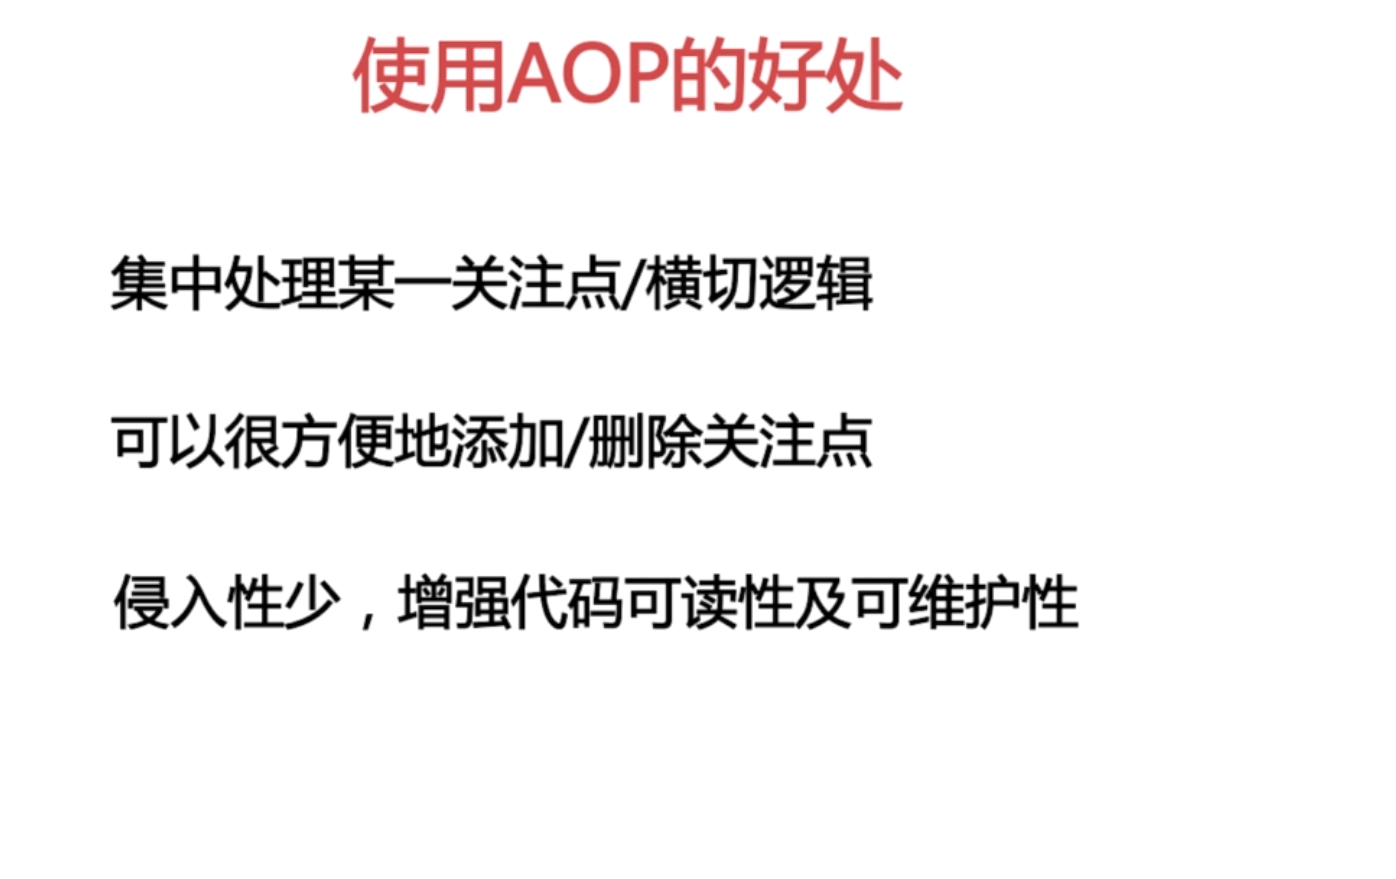 使用AOP的好处
集中处理某一关注点/横切逻辑
可以很方便地添加/删除关注点
侵入性少，增强代码可读性及可维护性